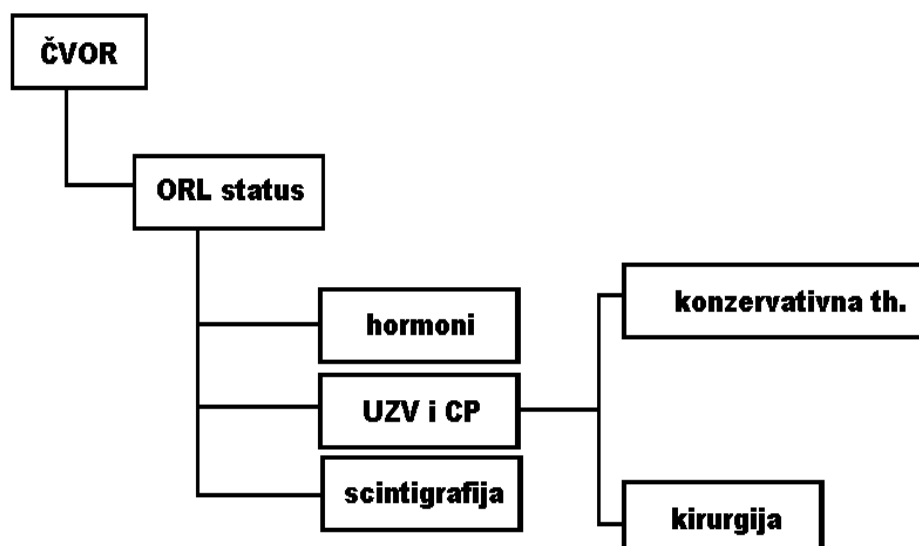 ČVOR
ORL status
hormoni
UZV i CP
scintigrafija
konzervativna th.
kirurgija